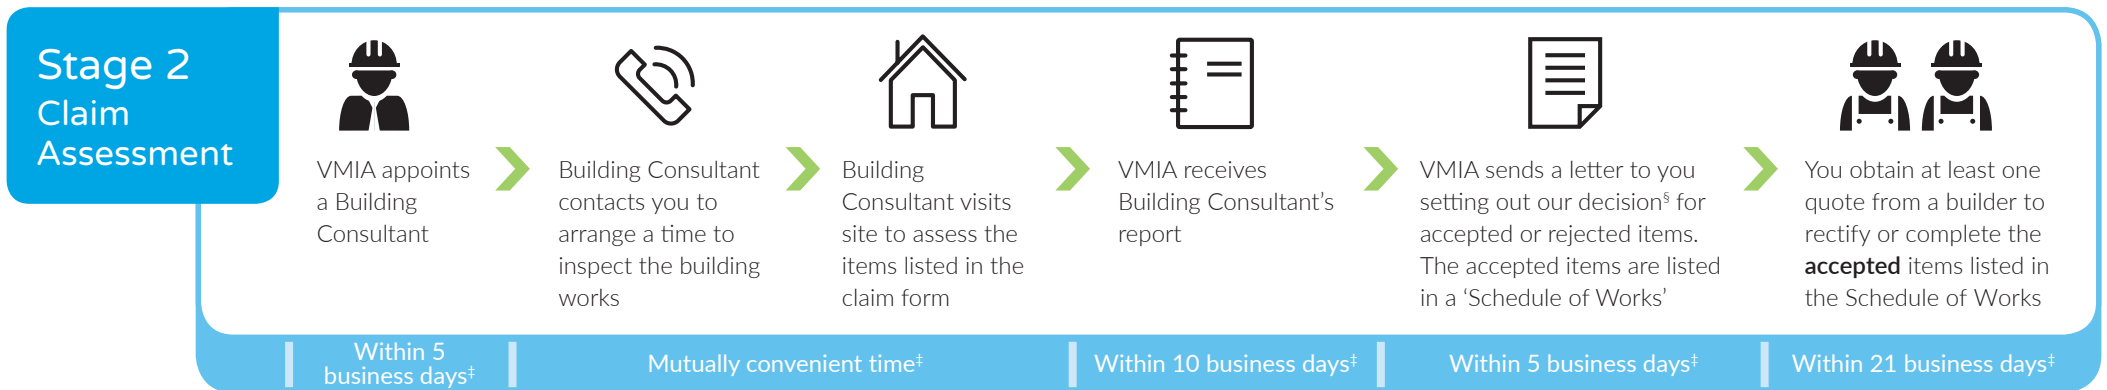 Stage 2
Claim
Assessment
VMIA appoints
a Building
Consultant
Building Consultant
contacts you to
arrange a time to
inspect the building
works
Building
Consultant visits
site to assess the
items listed in the
claim form
VMIA receives
Building Consultant’s
report
VMIA sends a letter to you
setting out our decision§ for
accepted or rejected items.
The accepted items are listed
in a ‘Schedule of Works’
You obtain at least one
quote from a builder to
rectify or complete the
accepted items listed in
the Schedule of Works
Within 5
business days‡
Mutually convenient time‡
Within 10 business days‡
Within 5 business days‡
Within 21 business days‡